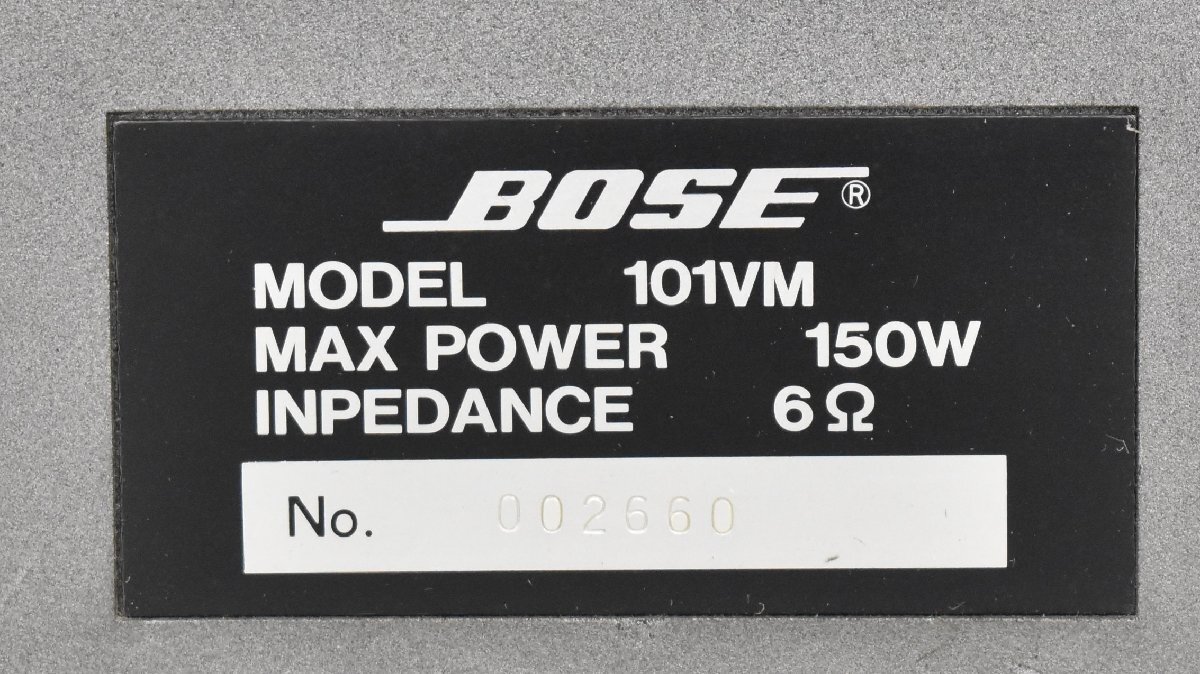 BOSE®
MODEL 101VM
MAX POWER 150W
INPEDANCE 6Ω
No. 002660